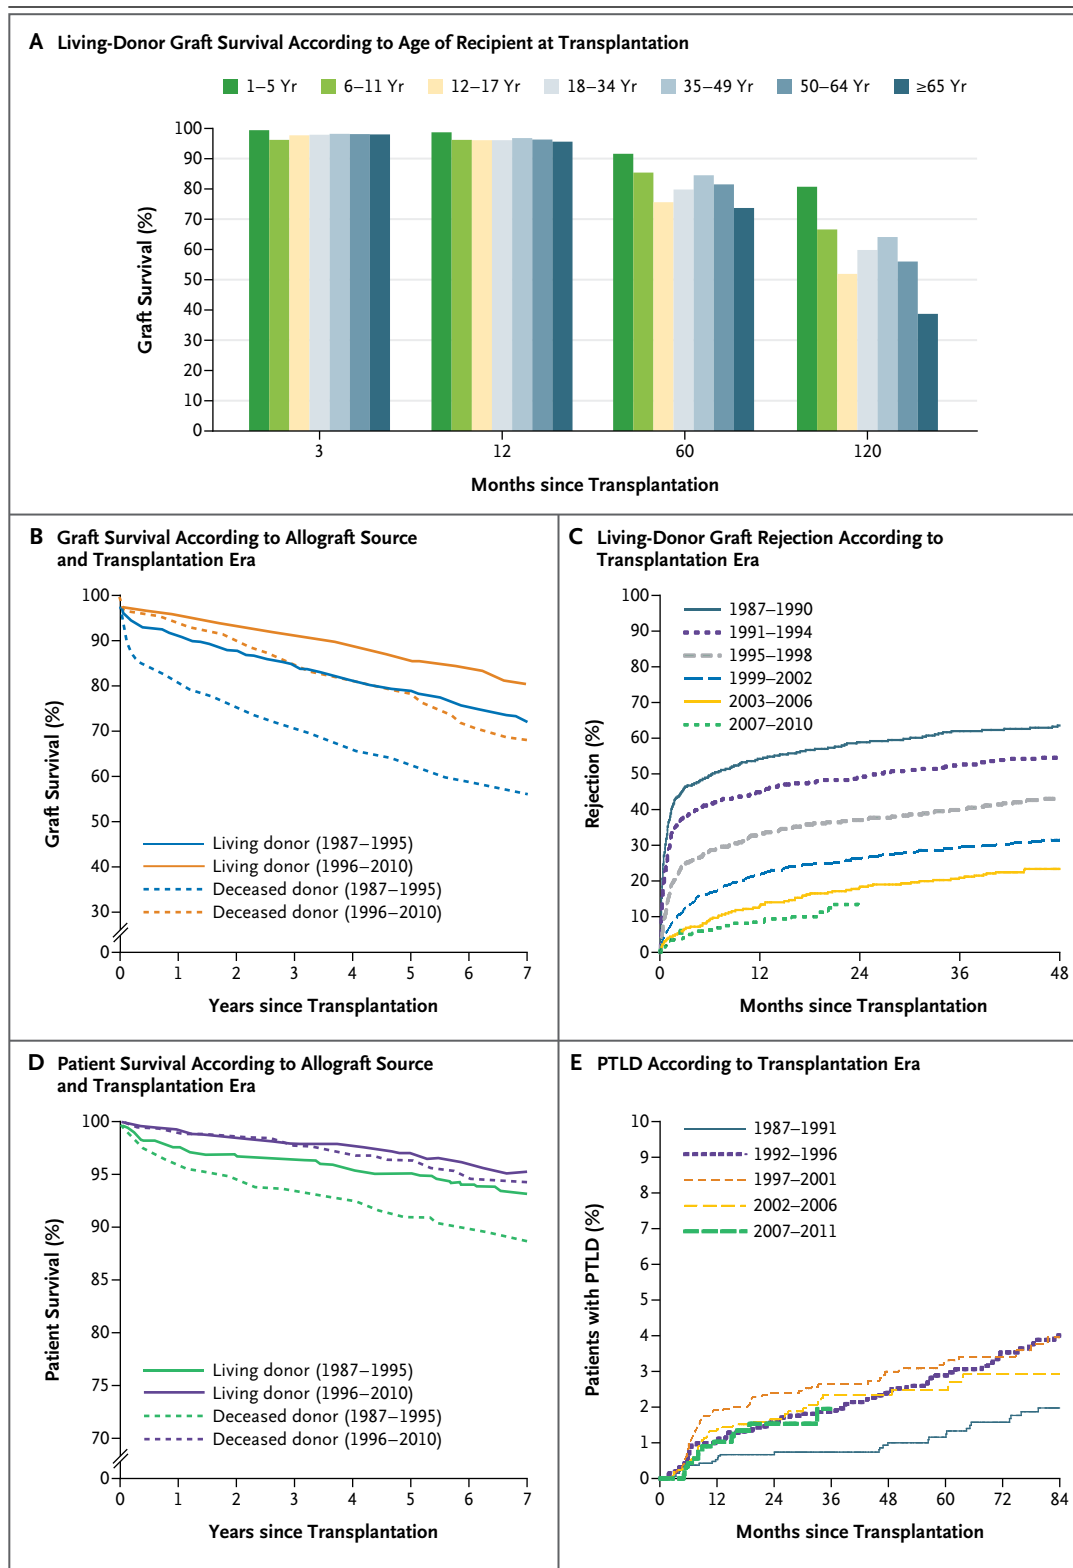 A Living-Donor Graft Survival According to Age of Recipient at Transplantation
1–5 Yr 6–11 Yr 12–17 Yr 18–34 Yr 35–49 Yr 50–64 Yr ≥65 Yr
Graft Survival (%)
100
90
80
70
60
50
40
30
20
10
0
3 12 60 120
Months since Transplantation
B Graft Survival According to Allograft Source
and Transplantation Era
Graft Survival (%)
100
90
80
70
60
50
40
30
0
Living donor (1987–1995)
Living donor (1996–2010)
Deceased donor (1987–1995)
Deceased donor (1996–2010)
0 1 2 3 4 5 6 7
Years since Transplantation
C Living-Donor Graft Rejection According to
Transplantation Era
Rejection (%)
100
90
80
70
60
50
40
30
20
10
0
1987–1990
1991–1994
1995–1998
1999–2002
2003–2006
2007–2010
0 12 24 36 48
Months since Transplantation
D Patient Survival According to Allograft Source
and Transplantation Era
Patient Survival (%)
100
95
90
85
80
75
70
0
Living donor (1987–1995)
Living donor (1996–2010)
Deceased donor (1987–1995)
Deceased donor (1996–2010)
0 1 2 3 4 5 6 7
Years since Transplantation
E PTLD According to Transplantation Era
Patients with PTLD (%)
10
9
8
7
6
5
4
3
2
1
0
1987–1991
1992–1996
1997–2001
2002–2006
2007–2011
0 12 24 36 48 60 72 84
Months since Transplantation